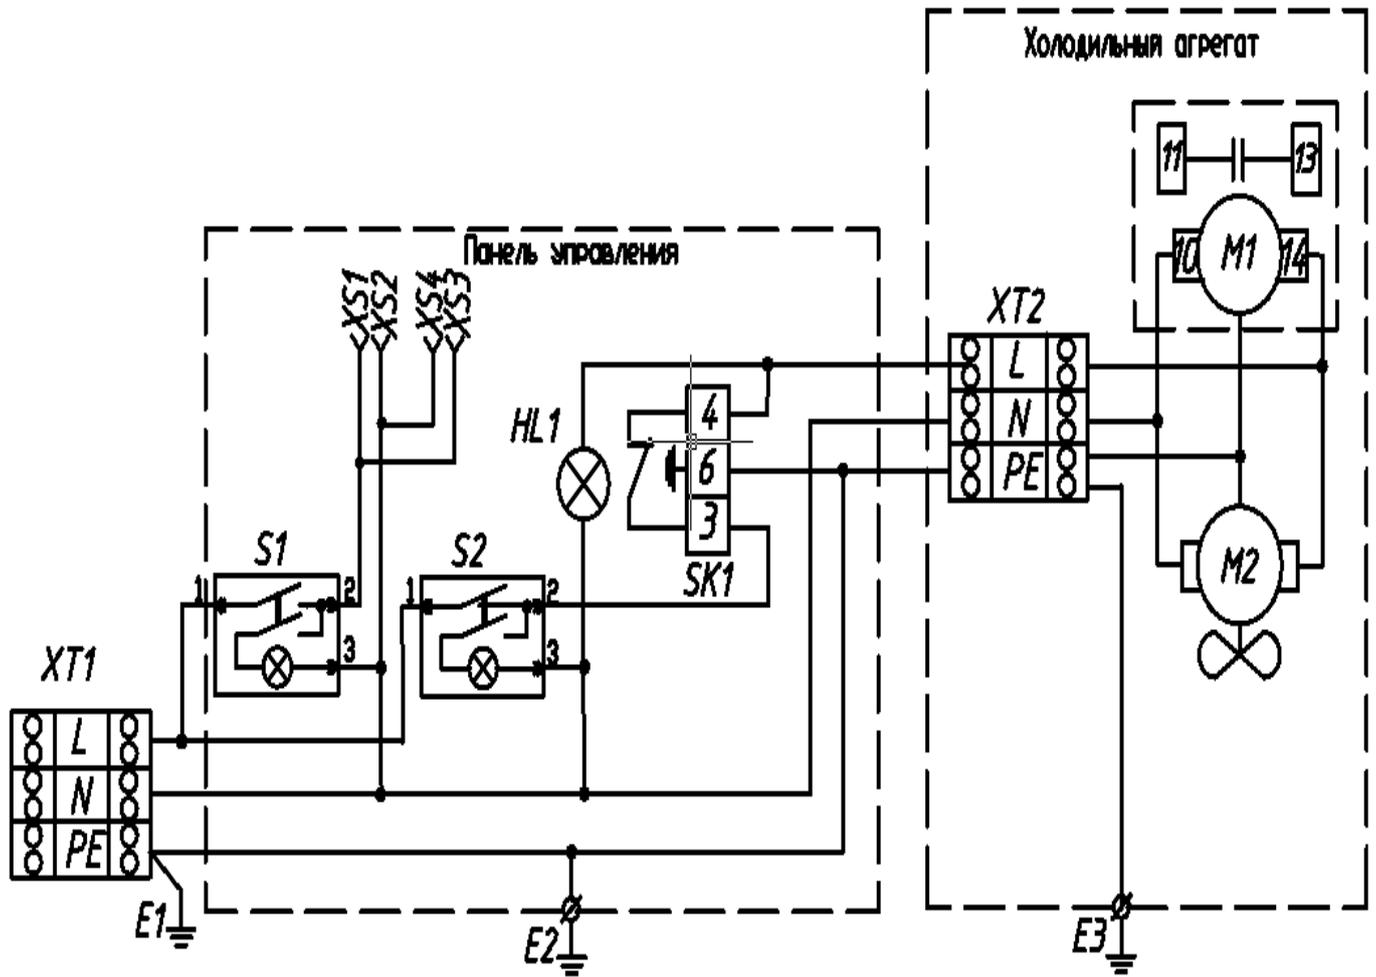 Холодильный агрегат
11
13
10
M1
14
Панель управления
XS1
XS2
XS4
XS3
XT2
L
N
PE
HL1
4
6
3
SK1
M2
S1
1
2
3
S2
1
2
3
XT1
L
N
PE
E1
E2
E3